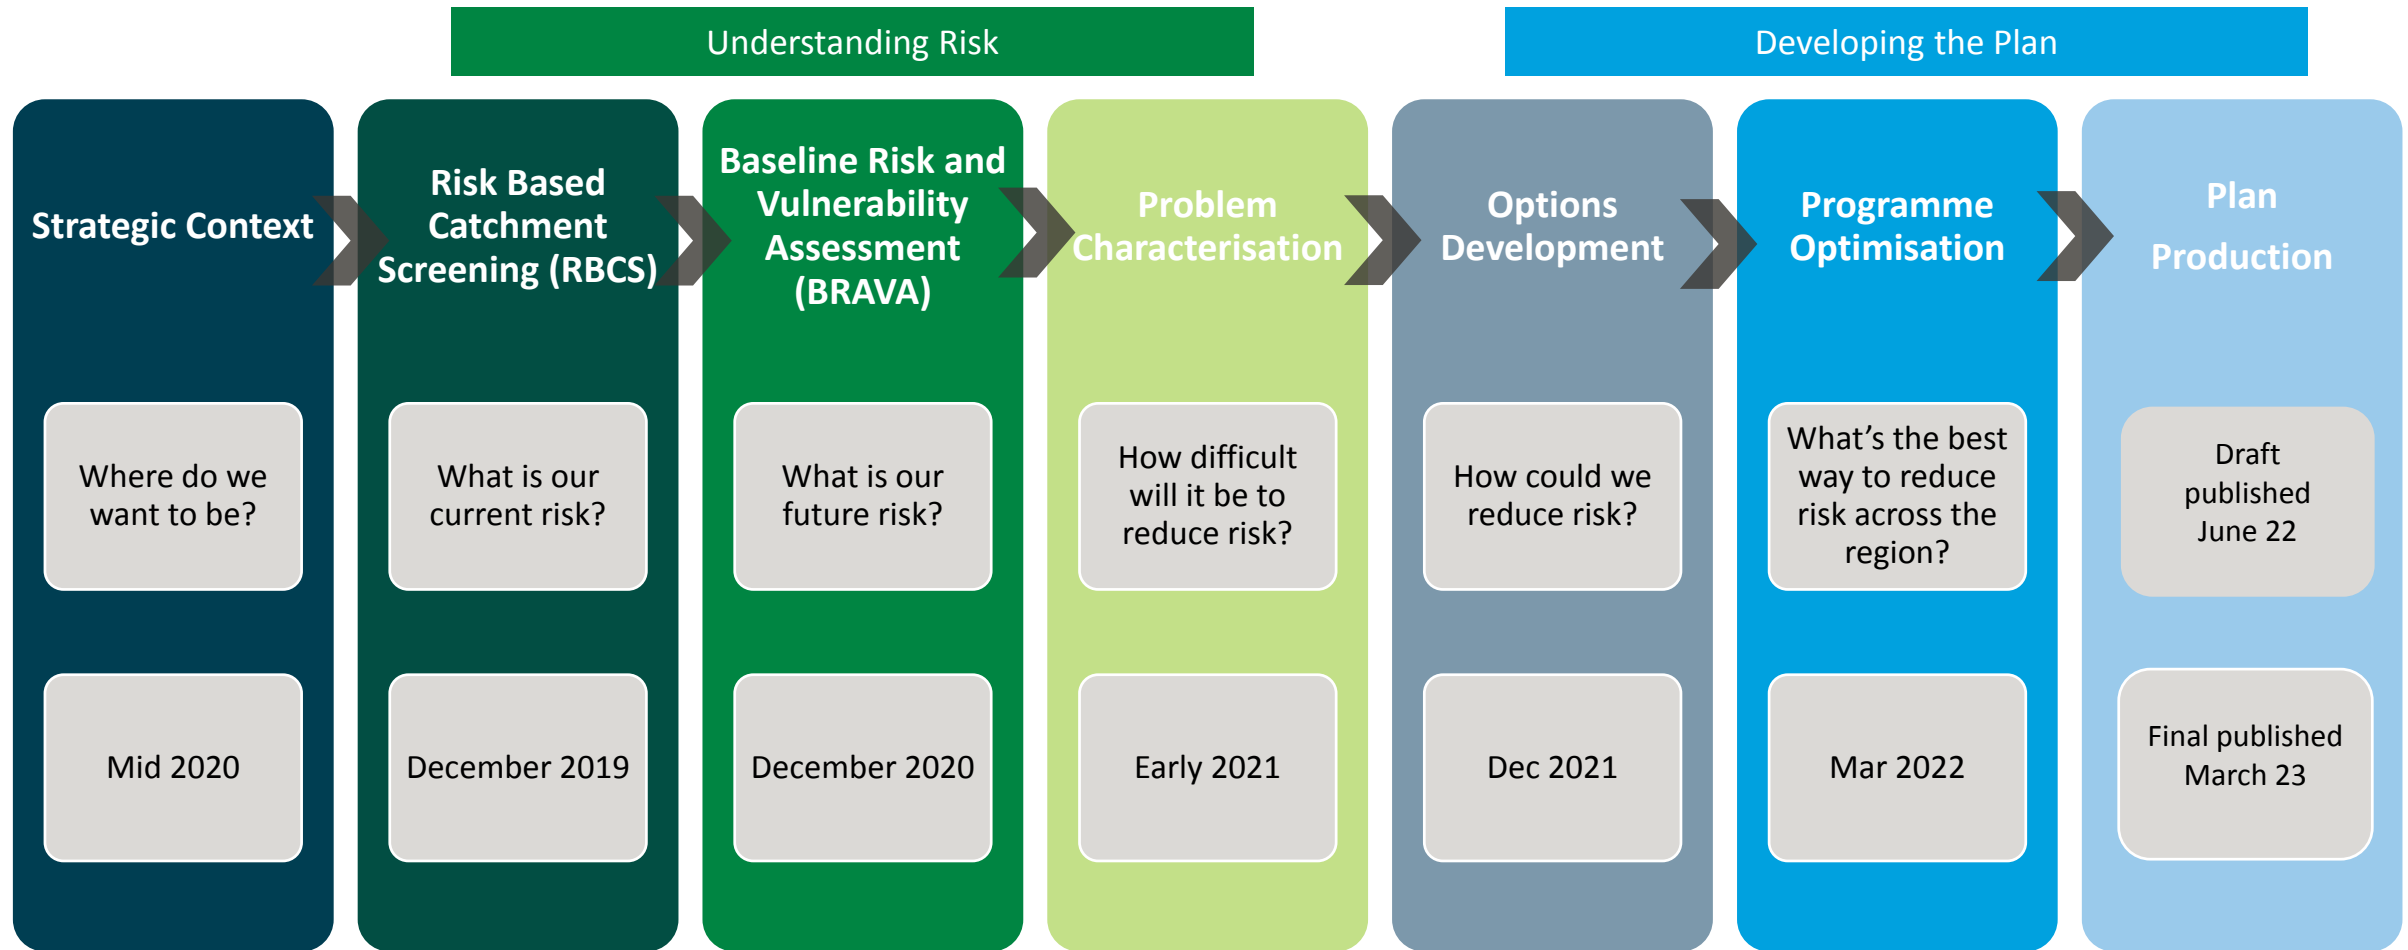 Understanding Risk
Developing the Plan
Strategic Context
Where do we
want to be?
Mid 2020
Risk Based
Catchment
Screening (RBCS)
What is our
current risk?
December 2019
Baseline Risk and
Vulnerability
Assessment
(BRAVA)
What is our
future risk?
December 2020
Problem
Characterisation
How difficult
will it be to
reduce risk?
Early 2021
Options
Development
How could we
reduce risk?
Dec 2021
Programme
Optimisation
What’s the best
way to reduce
risk across the
region?
Mar 2022
Plan
Production
Draft
published
June 22
Final published
March 23